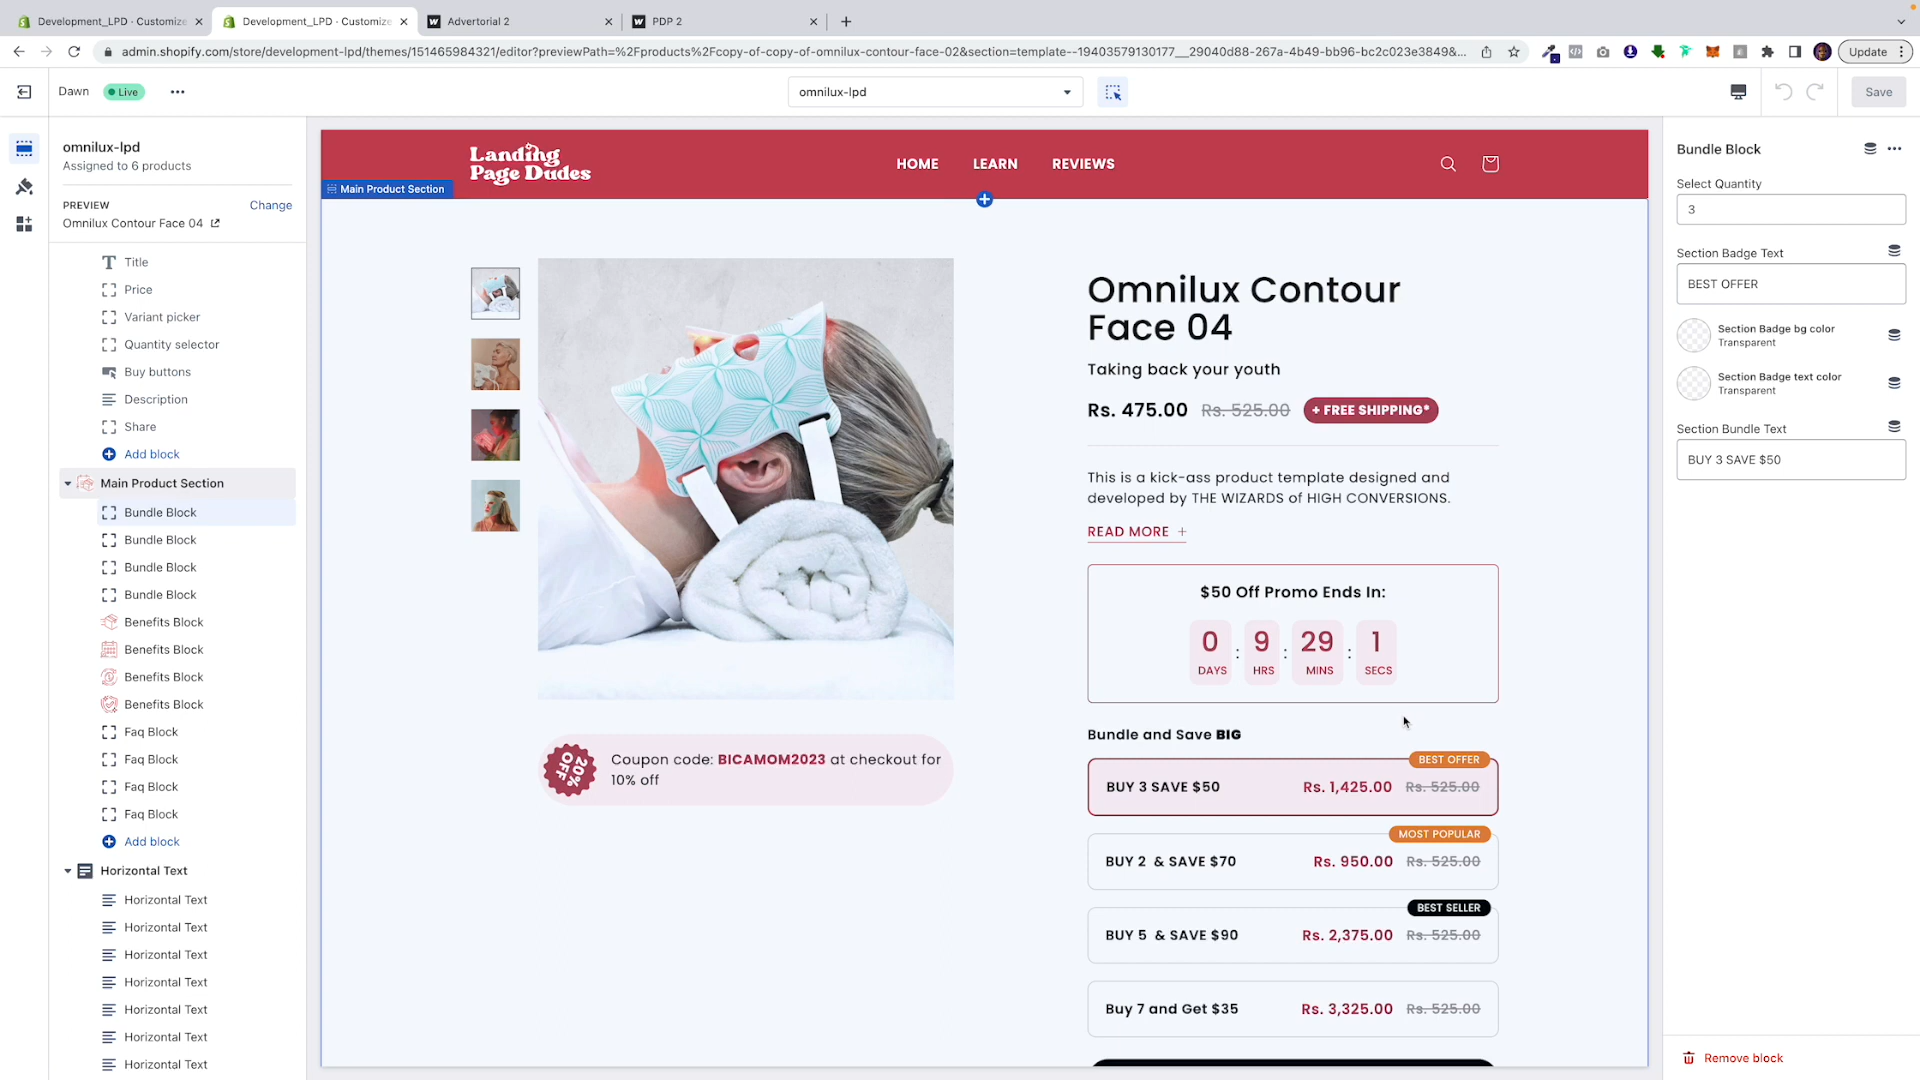 Development_LPD · Customize
Development_LPD · Customize
Advertorial 2
PDP 2
admin.shopify.com/store/development-lpd/themes/151465984321/editor?previewPath=%2Fproducts%2Fcopy-of-copy-of-omnilux-contour-face-02&section=template--19403579130177__29040d88-267a-4b49-bb96-bc2c023e3849&...
Update
Dawn
Live
omnilux-lpd
Save
omnilux-lpd
Assigned to 6 products
PREVIEW
Change
Omnilux Contour Face 04
Title
Price
Variant picker
Quantity selector
Buy buttons
Description
Share
Add block
Main Product Section
Bundle Block
Bundle Block
Bundle Block
Bundle Block
Benefits Block
Benefits Block
Benefits Block
Benefits Block
Faq Block
Faq Block
Faq Block
Faq Block
Add block
Horizontal Text
Horizontal Text
Horizontal Text
Horizontal Text
Horizontal Text
Horizontal Text
Horizontal Text
Horizontal Text
Landing
Page Dudes
HOME
LEARN
REVIEWS
Main Product Section
Omnilux Contour
Face 04
Taking back your youth
Rs. 475.00 Rs. 525.00 + FREE SHIPPING*
This is a kick-ass product template designed and
developed by THE WIZARDS of HIGH CONVERSIONS.
READ MORE +
$50 Off Promo Ends In:
0 : 9 : 29 : 1
DAYS HRS MINS SECS
20%
OFF
Coupon code: BICAMOM2023 at checkout for
10% off
Bundle and Save BIG
BEST OFFER
BUY 3 SAVE $50 Rs. 1,425.00 Rs. 525.00
MOST POPULAR
BUY 2 & SAVE $70 Rs. 950.00 Rs. 525.00
BEST SELLER
BUY 5 & SAVE $90 Rs. 2,375.00 Rs. 525.00
Buy 7 and Get $35 Rs. 3,325.00 Rs. 525.00
Bundle Block
Select Quantity
3
Section Badge Text
BEST OFFER
Section Badge bg color
Transparent
Section Badge text color
Transparent
Section Bundle Text
BUY 3 SAVE $50
Remove block